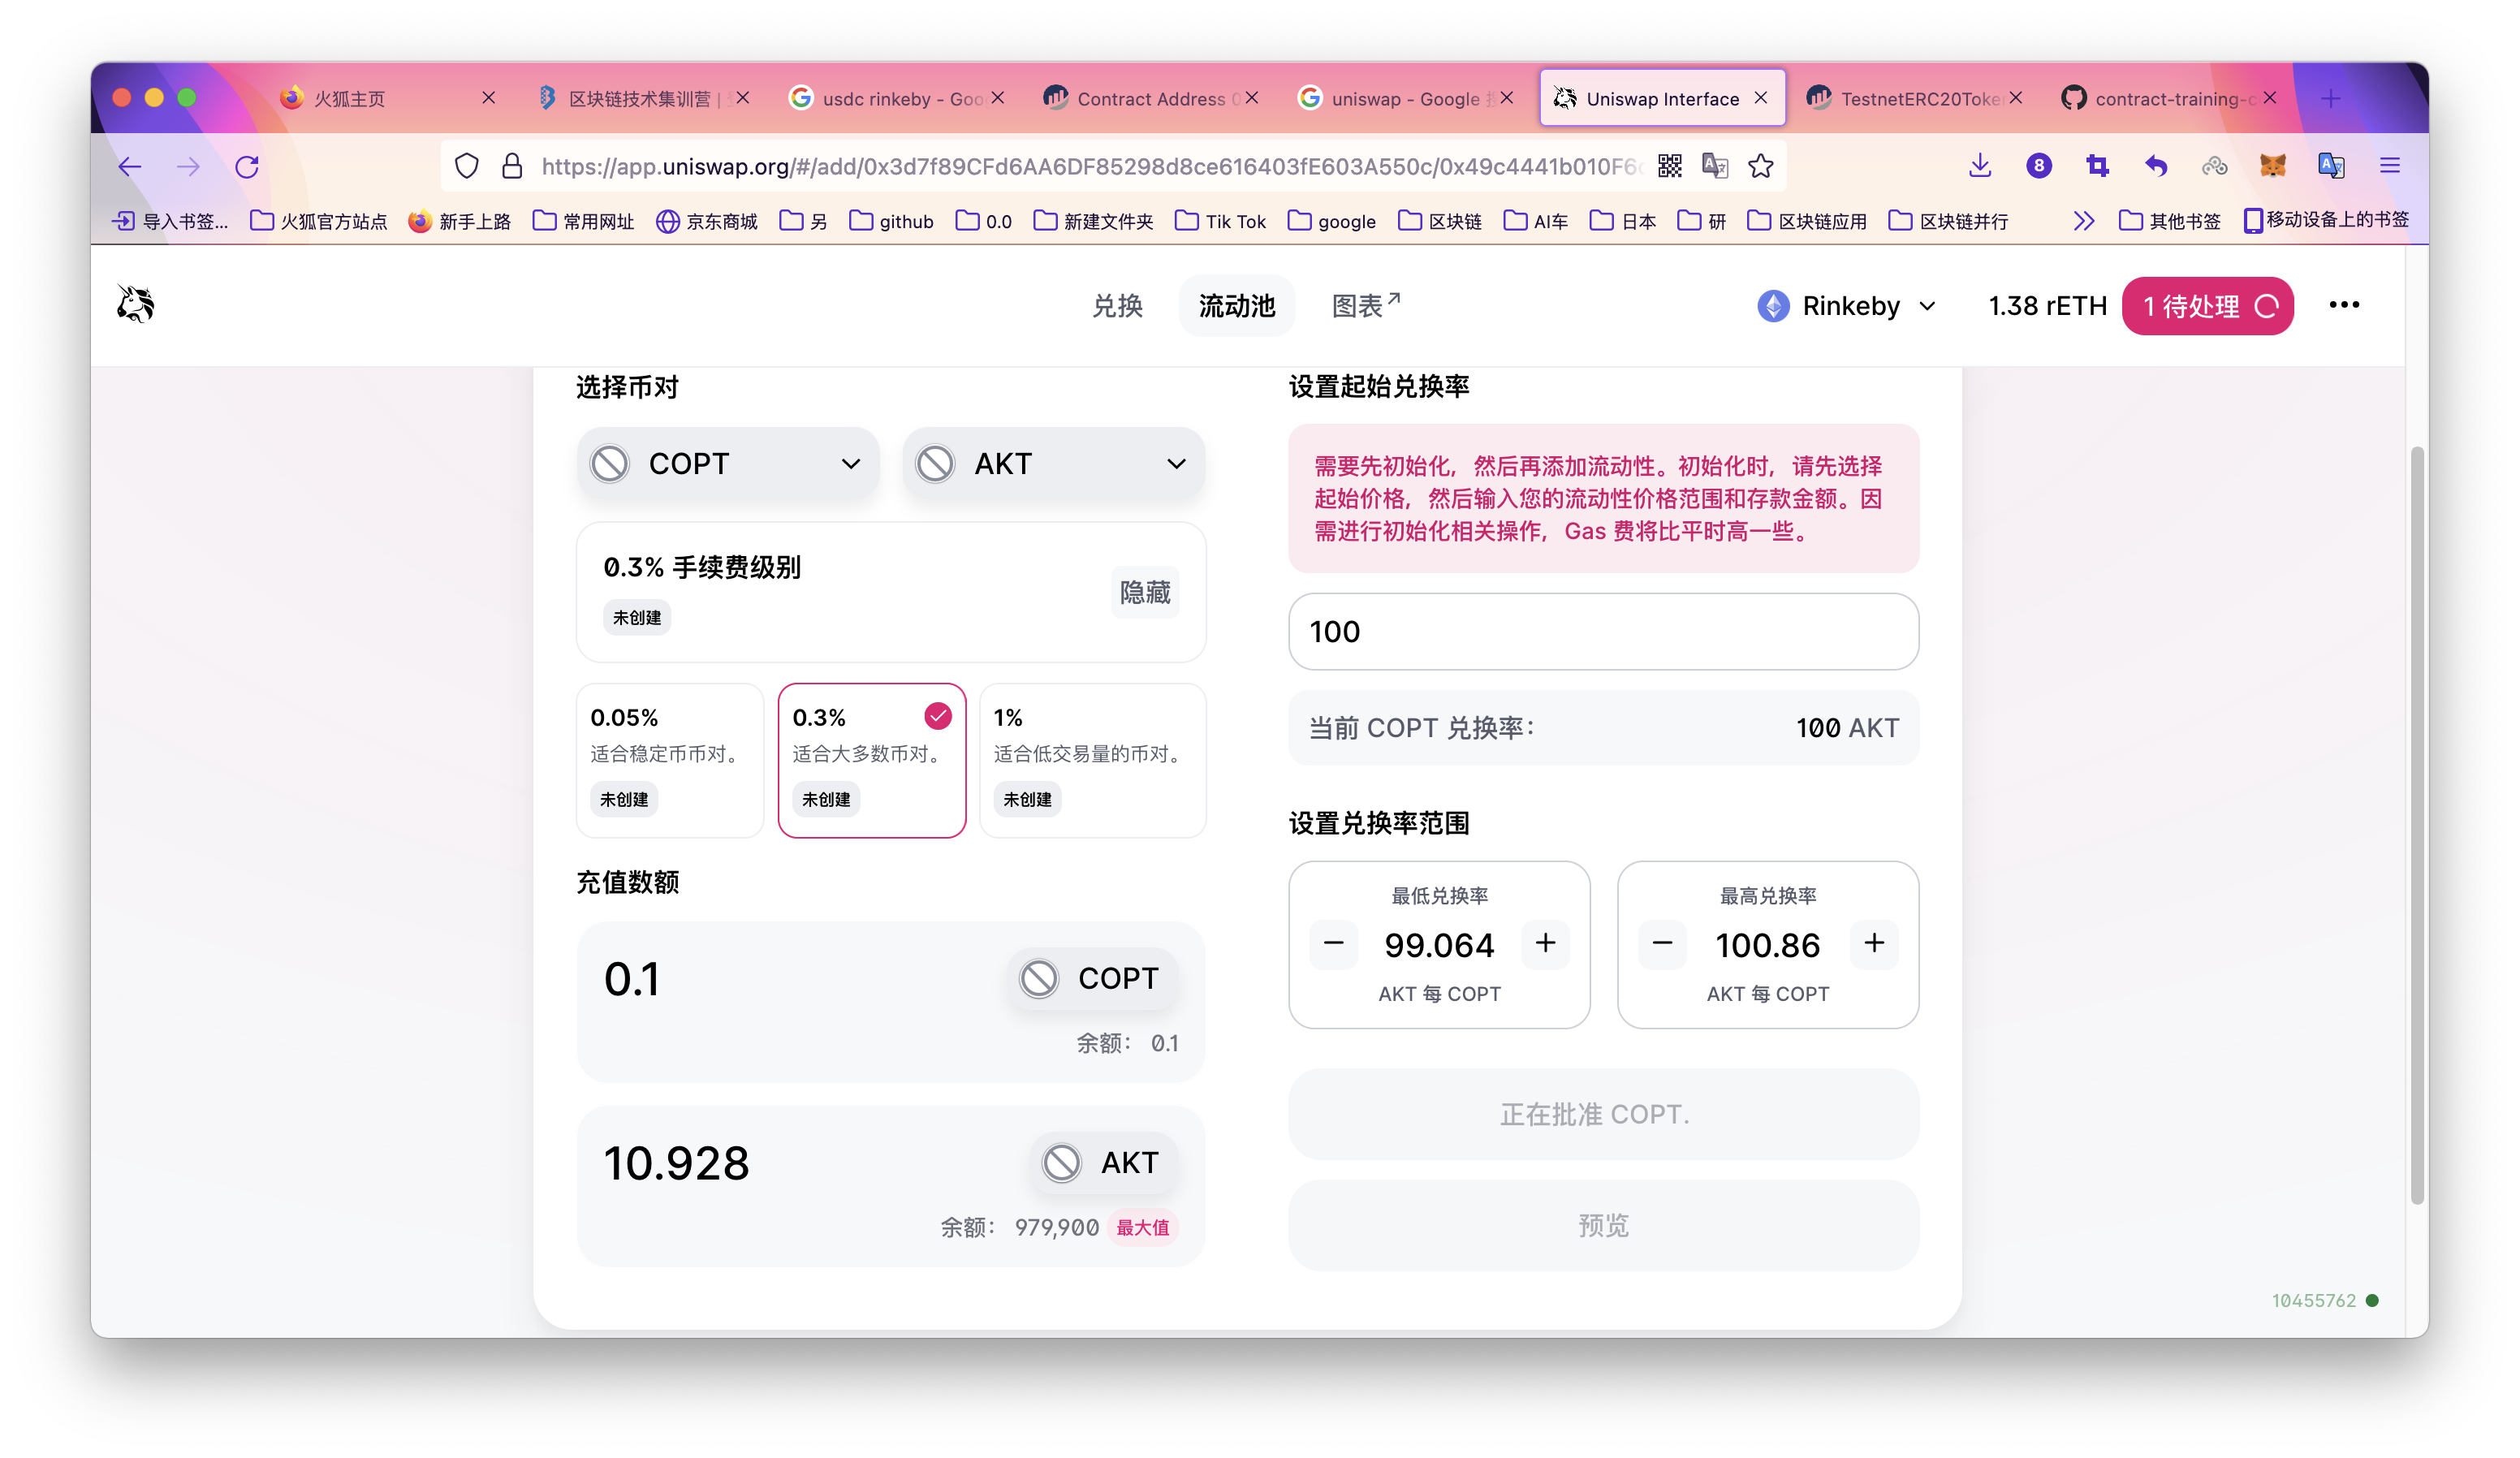 火狐主页
区块链技术集训营 |
usdc rinkeby - Goo
Contract Address 0
uniswap - Google
Uniswap Interface
TestnetERC20Toke
contract-training-c
https://app.uniswap.org/#/add/0x3d7f89CFd6AA6DF85298d8ce616403fE603A550c/0x49c4441b010F6c
8
导入书签... 火狐官方站点 新手上路 常用网址 京东商城 另 github 0.0 新建文件夹 Tik Tok google 区块链 AI车 日本 研 区块链应用 区块链并行 其他书签 移动设备上的书签
兑换 流动池 图表↗ Rinkeby 1.38 rETH 1 待处理
选择币对
COPT AKT
0.3% 手续费级别
未创建
隐藏
0.05%
适合稳定币币对。
未创建
0.3%
适合大多数币对。
未创建
1%
适合低交易量的币对。
未创建
充值数额
0.1 COPT
余额： 0.1
10.928 AKT
余额： 979,900 最大值
设置起始兑换率
需要先初始化，然后再添加流动性。初始化时，请先选择
起始价格，然后输入您的流动性价格范围和存款金额。因
需进行初始化相关操作，Gas 费将比平时高一些。
100
当前 COPT 兑换率： 100 AKT
设置兑换率范围
最低兑换率
99.064
AKT 每 COPT
最高兑换率
100.86
AKT 每 COPT
正在批准 COPT.
预览
10455762